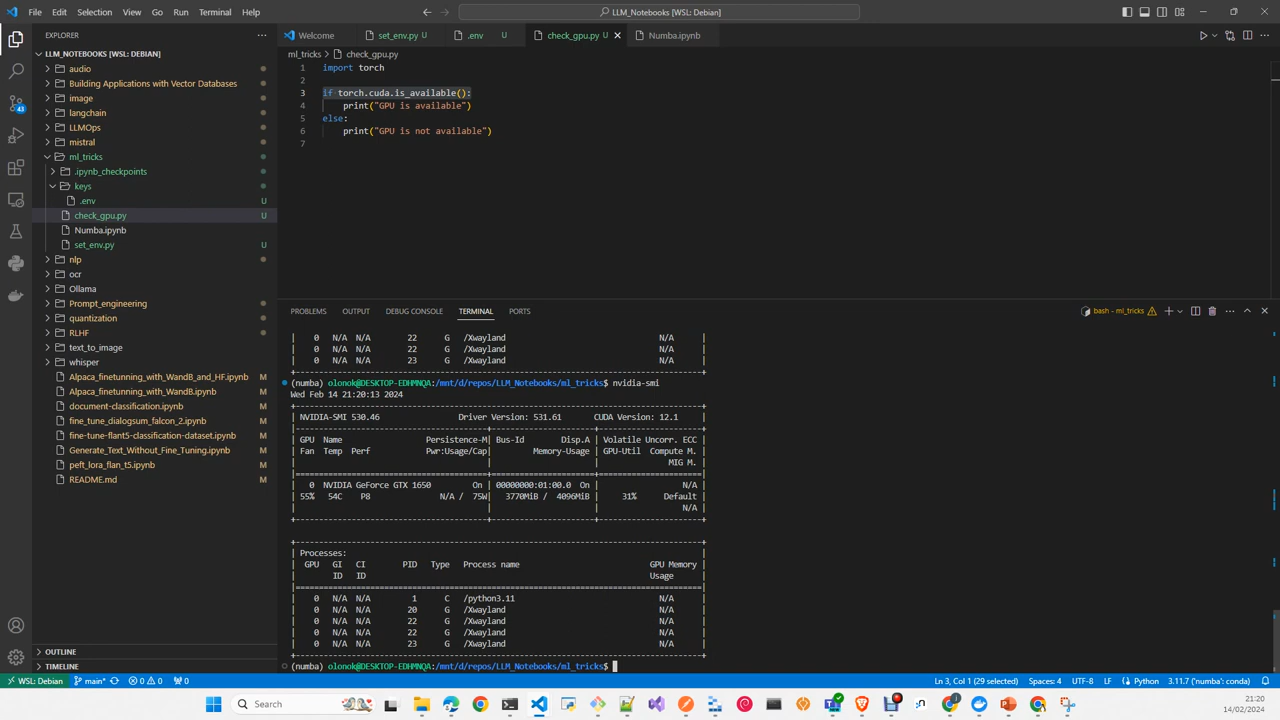 File Edit Selection View Go Run Terminal Help
LLM_Notebooks [WSL: Debian]
EXPLORER
Welcome
set_env.py U
.env U
check_gpu.py U
Numba.ipynb
LLM_NOTEBOOKS [WSL: DEBIAN]
audio
Building Applications with Vector Databases
image
langchain
LLMOps
mistral
ml_tricks
.ipynb_checkpoints
keys
.env
check_gpu.py U
Numba.ipynb
set_env.py U
nlp
ocr
Ollama
Prompt_engineering
quantization
RLHF
text_to_image
whisper
Alpaca_finetunning_with_WandB_and_HF.ipynb M
Alpaca_finetunning_with_WandB.ipynb M
document-classification.ipynb M
fine_tune_dialogsum_falcon_2.ipynb M
fine-tune-flant5-classification-dataset.ipynb M
Generate_Text_Without_Fine_Tuning.ipynb M
peft_lora_flan_t5.ipynb M
README.md M
OUTLINE
TIMELINE
43
ml_tricks > check_gpu.py
1 import torch
2
3 if torch.cuda.is_available():
4 print("GPU is available")
5 else:
6 print("GPU is not available")
7
PROBLEMS OUTPUT DEBUG CONSOLE TERMINAL PORTS
bash - ml_tricks
| 0 N/A N/A 22 G /Xwayland N/A |
| 0 N/A N/A 22 G /Xwayland N/A |
| 0 N/A N/A 23 G /Xwayland N/A |
(numba) olonok@DESKTOP-EDHMNQA:/mnt/d/repos/LLM_Notebooks/ml_tricks$ nvidia-smi
Wed Feb 14 21:20:13 2024
| NVIDIA-SMI 530.46 Driver Version: 531.61 CUDA Version: 12.1 |
| GPU Name Persistence-M| Bus-Id Disp.A | Volatile Uncorr. ECC |
| Fan Temp Perf Pwr:Usage/Cap| Memory-Usage | GPU-Util Compute M. |
| | | MIG M. |
| 0 NVIDIA GeForce GTX 1650 On | 00000000:01:00.0 On | N/A |
| 55% 54C P8 N/A / 75W| 3770MiB / 4096MiB | 31% Default |
| | | N/A |
| Processes: |
| GPU GI CI PID Type Process name GPU Memory |
| ID ID Usage |
| 0 N/A N/A 1 C /python3.11 N/A |
| 0 N/A N/A 20 G /Xwayland N/A |
| 0 N/A N/A 22 G /Xwayland N/A |
| 0 N/A N/A 22 G /Xwayland N/A |
| 0 N/A N/A 23 G /Xwayland N/A |
(numba) olonok@DESKTOP-EDHMNQA:/mnt/d/repos/LLM_Notebooks/ml_tricks$
WSL: Debian main* 0 0 0 Ln 3, Col 1 (29 selected) Spaces: 4 UTF-8 LF Python 3.11.7 ('numba': conda)
Search
21:20
14/02/2024